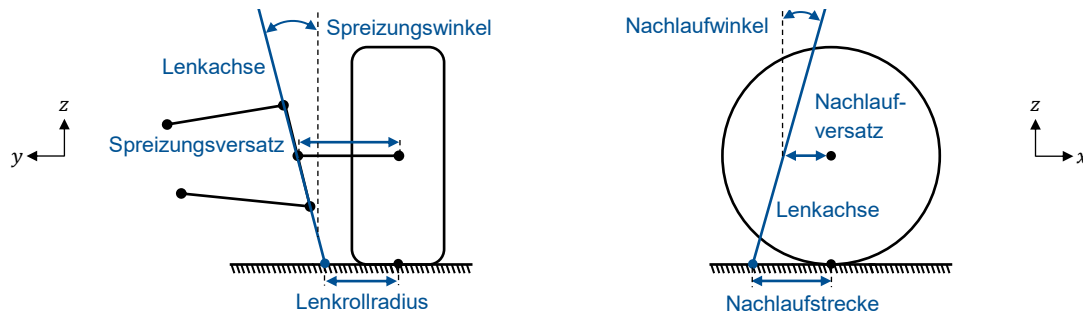 Spreizungswinkel
Lenkachse
Spreizungsversatz
z
y
Lenkrollradius
Nachlaufwinkel
Nachlauf-
versatz
Lenkachse
Nachlaufstrecke
z
x